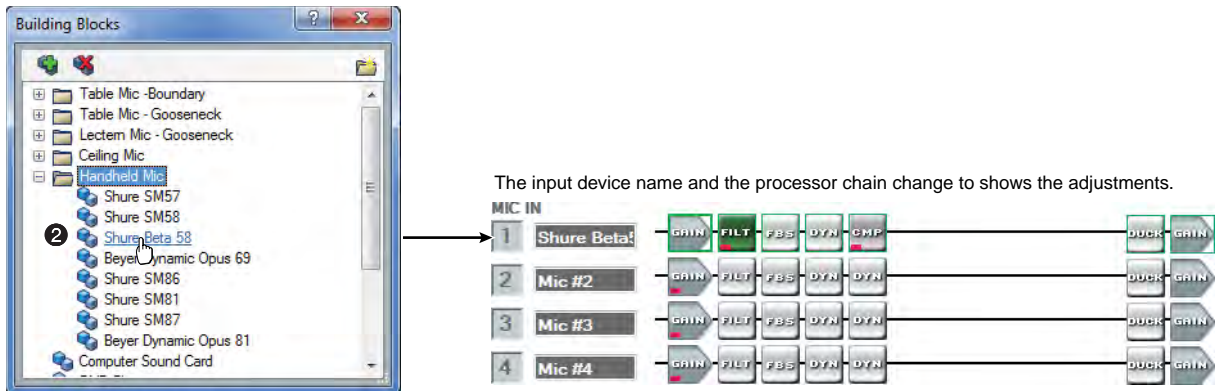 Building Blocks
Table Mic -Boundary
Table Mic - Gooseneck
Lectern Mic - Gooseneck
Ceiling Mic
Handheld Mic
Shure SM57
Shure SM58
2 Shure Beta 58
Beyer Dynamic Opus 69
Shure SM86
Shure SM81
Shure SM87
Beyer Dynamic Opus 81
Computer Sound Card
The input device name and the processor chain change to shows the adjustments.
MIC IN
1 Shure Beta5 GAIN FILT FBS DYN CMP DUCK GAIN
2 Mic #2 GAIN FILT FBS DYN DYN DUCK GAIN
3 Mic #3 GAIN FILT FBS DYN DYN DUCK GAIN
4 Mic #4 GAIN FILT FBS DYN DYN DUCK GAIN